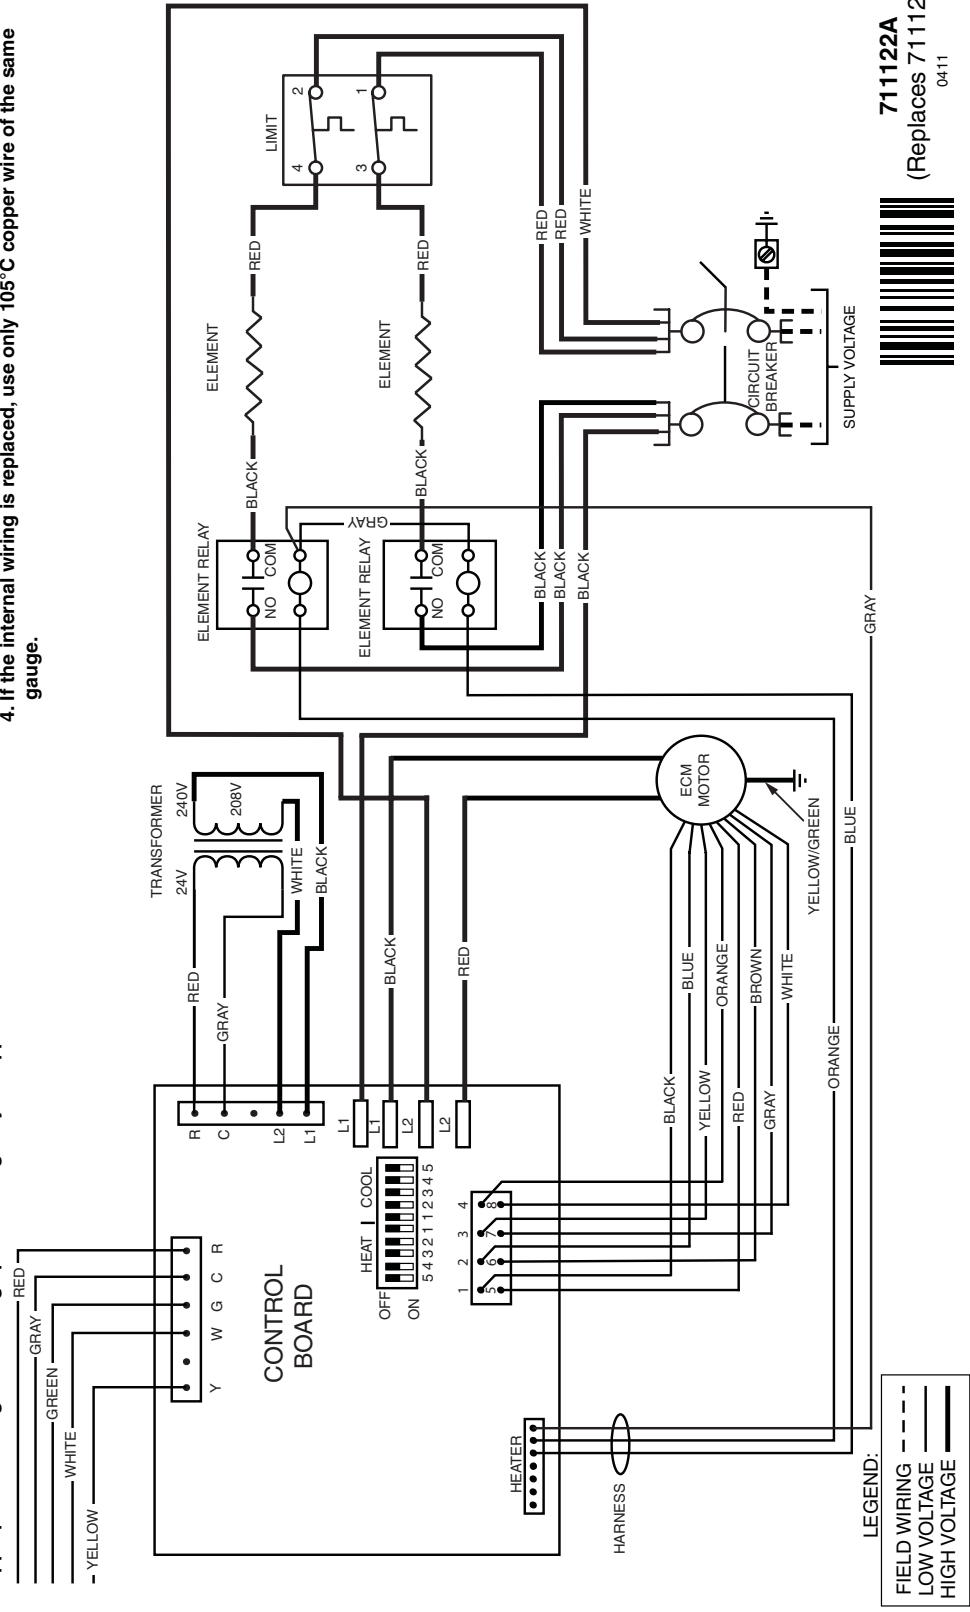 4. If the internal wiring is replaced, use only 105°C copper wire of the same
gauge.
711122A
(Replaces 71112
0411
LIMIT
2
1
4
3
RED
RED
ELEMENT
ELEMENT
BLACK
BLACK
ELEMENT RELAY
NO
COM
GRAY
ELEMENT RELAY
NO
COM
RED
RED
WHITE
BLACK
BLACK
BLACK
CIRCUIT
BREAKER
SUPPLY VOLTAGE
GRAY
TRANSFORMER
24V
240V
208V
WHITE
BLACK
RED
GRAY
R
C
L2
L1
L1
L1
L2
L2
BLACK
RED
ECM
MOTOR
YELLOW/GREEN
BLUE
ORANGE
BLACK
BLUE
YELLOW
ORANGE
RED
BROWN
GRAY
WHITE
HEAT
COOL
OFF
ON
5 4 3 2 1 1 2 3 4 5
1 2 3 4
5 6 7 8
CONTROL
BOARD
RED
GRAY
GREEN
WHITE
YELLOW
Y
W
G
C
R
HEATER
HARNESS
LEGEND:
FIELD WIRING
LOW VOLTAGE
HIGH VOLTAGE